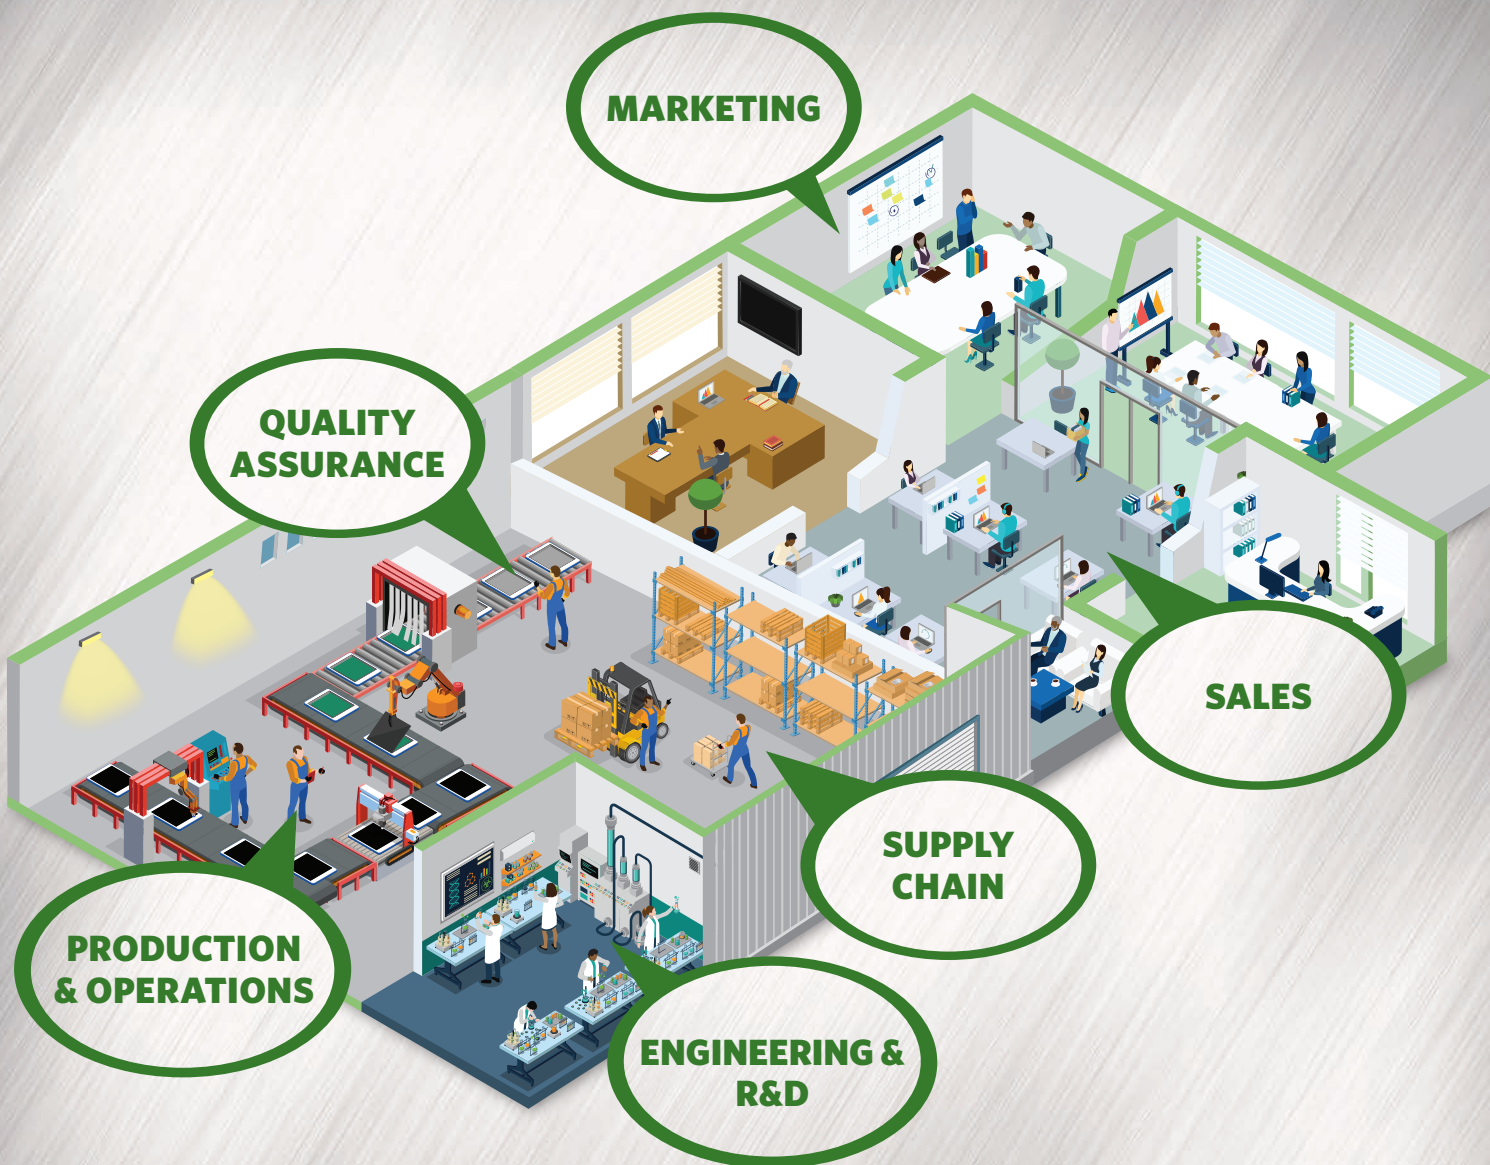 MARKETING
QUALITY
ASSURANCE
SALES
SUPPLY
CHAIN
PRODUCTION
& OPERATIONS
ENGINEERING &
R&D